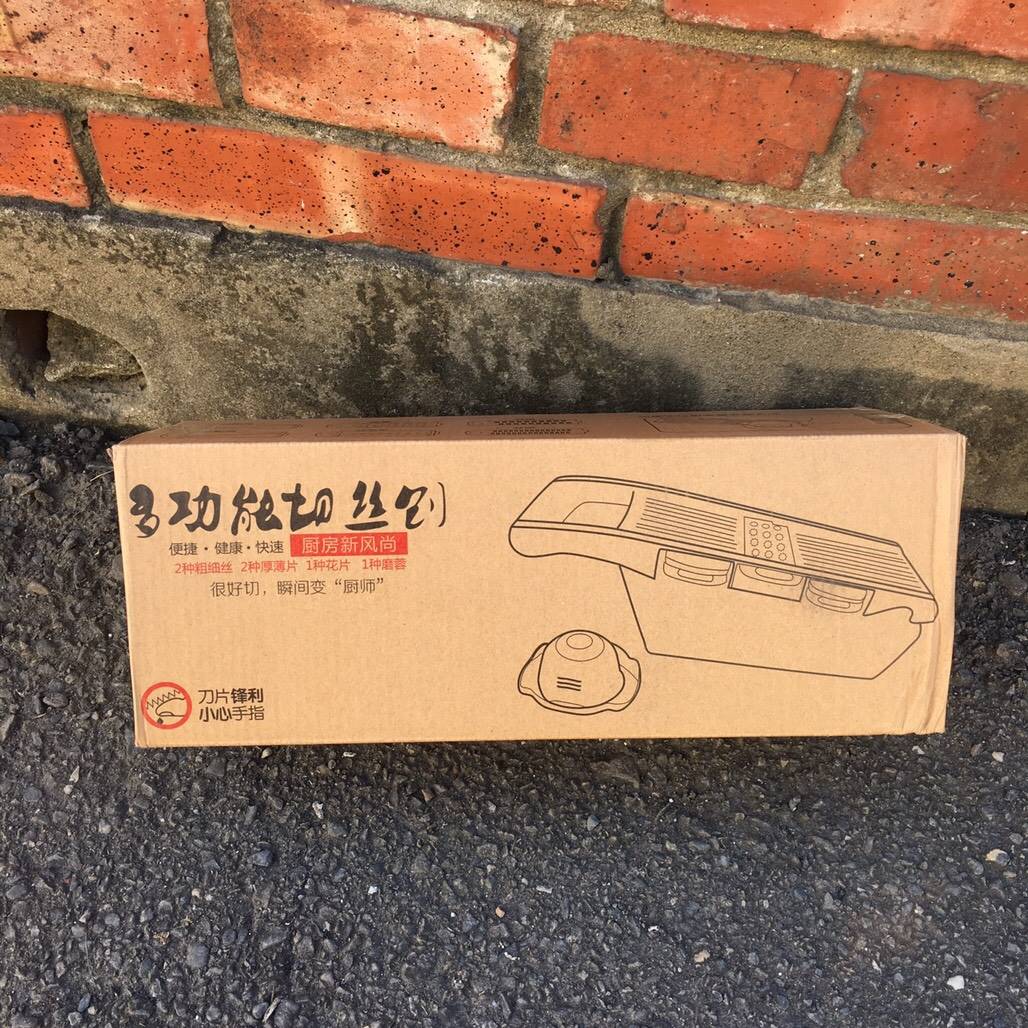 多功能切丝刨
便捷·健康·快速 厨房新风尚
2种粗细丝 2种厚薄片 1种花片 1种磨蓉
很好切，瞬间变“厨师”
刀片锋利
小心手指